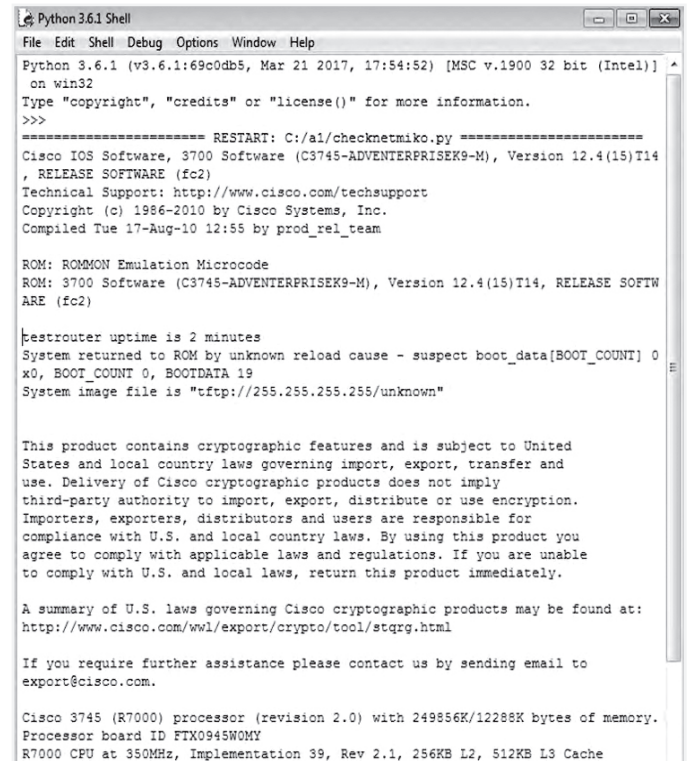 Python 3.6.1 Shell
File Edit Shell Debug Options Window Help
Python 3.6.1 (v3.6.1:69c0db5, Mar 21 2017, 17:54:52) [MSC v.1900 32 bit (Intel)]
 on win32
Type "copyright", "credits" or "license()" for more information.
>>>
======================= RESTART: C:/a1/checknetmiko.py =======================
Cisco IOS Software, 3700 Software (C3745-ADVENTERPRISEK9-M), Version 12.4(15)T14
, RELEASE SOFTWARE (fc2)
Technical Support: http://www.cisco.com/techsupport
Copyright (c) 1986-2010 by Cisco Systems, Inc.
Compiled Tue 17-Aug-10 12:55 by prod_rel_team
ROM: ROMMON Emulation Microcode
ROM: 3700 Software (C3745-ADVENTERPRISEK9-M), Version 12.4(15)T14, RELEASE SOFTW
ARE (fc2)
testrouter uptime is 2 minutes
System returned to ROM by unknown reload cause - suspect boot_data[BOOT_COUNT] 0
x0, BOOT_COUNT 0, BOOTDATA 19
System image file is "tftp://255.255.255.255/unknown"
This product contains cryptographic features and is subject to United
States and local country laws governing import, export, transfer and
use. Delivery of Cisco cryptographic products does not imply
third-party authority to import, export, distribute or use encryption.
Importers, exporters, distributors and users are responsible for
compliance with U.S. and local country laws. By using this product you
agree to comply with applicable laws and regulations. If you are unable
to comply with U.S. and local laws, return this product immediately.
A summary of U.S. laws governing Cisco cryptographic products may be found at:
http://www.cisco.com/wwl/export/crypto/tool/stqrg.html
If you require further assistance please contact us by sending email to
export@cisco.com.
Cisco 3745 (R7000) processor (revision 2.0) with 249856K/12288K bytes of memory.
Processor board ID FTX0945W0MY
R7000 CPU at 350MHz, Implementation 39, Rev 2.1, 256KB L2, 512KB L3 Cache